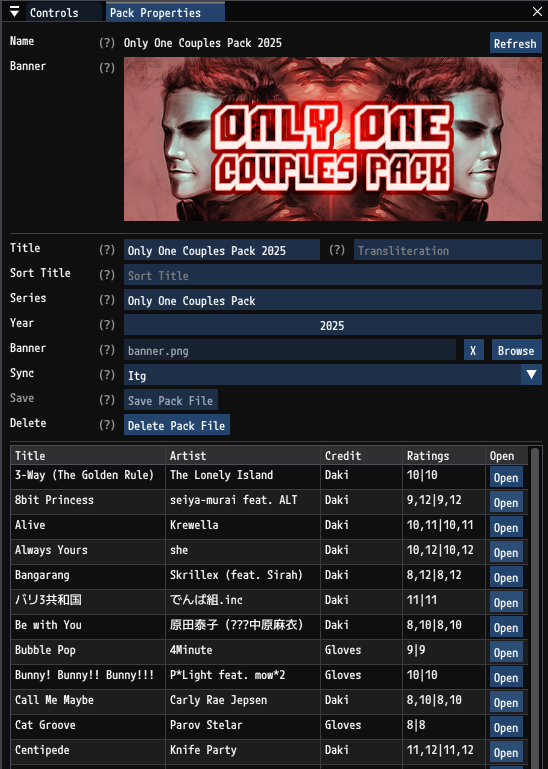 Controls Pack Properties
Name (?) Only One Couples Pack 2025 Refresh
Banner (?)
ONLY ONE
COUPLES PACK
Title (?) Only One Couples Pack 2025 (?) Transliteration
Sort Title (?) Sort Title
Series (?) Only One Couples Pack
Year (?) 2025
Banner (?) banner.png X Browse
Sync (?) Itg
Save (?) Save Pack File
Delete (?) Delete Pack File
Title Artist Credit Ratings Open
3-Way (The Golden Rule) The Lonely Island Daki 10|10 Open
8bit Princess seiya-murai feat. ALT Daki 9,12|9,12 Open
Alive Krewella Daki 10,11|10,11 Open
Always Yours she Daki 10,12|10,12 Open
Bangarang Skrillex (feat. Sirah) Daki 8,12|8,12 Open
バリ3共和国 でんぱ組.inc Daki 11|11 Open
Be with You 原田泰子 (???中原麻衣) Daki 8,10|8,10 Open
Bubble Pop 4Minute Gloves 9|9 Open
Bunny! Bunny!! Bunny!!! P*Light feat. mow*2 Gloves 10|10 Open
Call Me Maybe Carly Rae Jepsen Daki 8,10|8,10 Open
Cat Groove Parov Stelar Gloves 8|8 Open
Centipede Knife Party Daki 11,12|11,12 Open